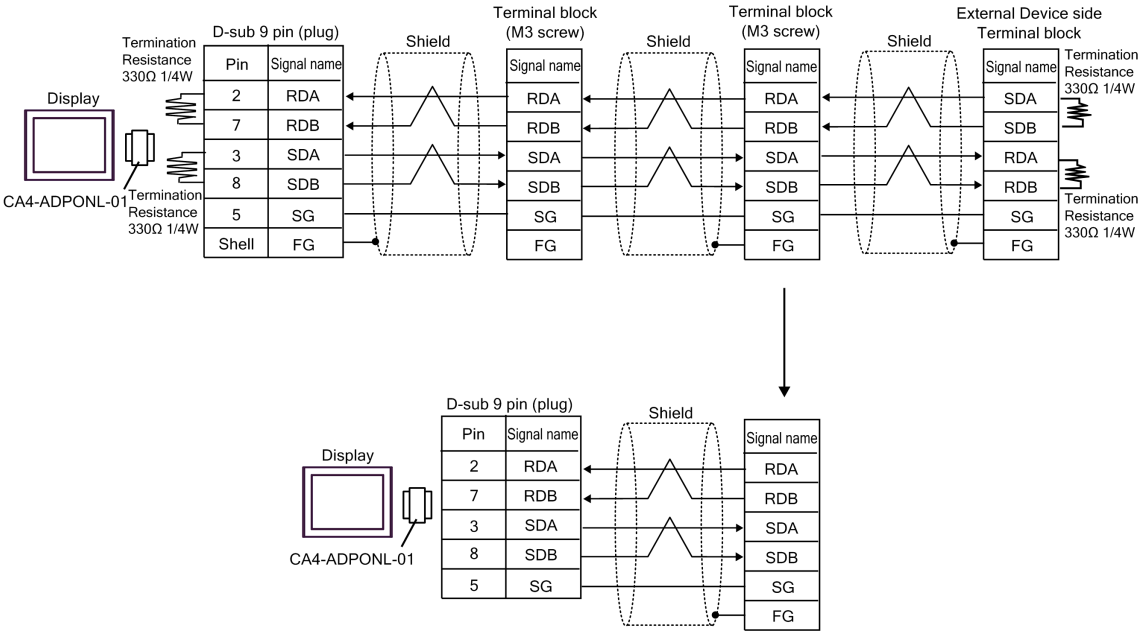 Terminal block
(M3 screw)
Terminal block
(M3 screw)
External Device side
Terminal block
D-sub 9 pin (plug)
Shield
Shield
Shield
Termination
Resistance
330Ω 1/4W
Termination
Resistance
330Ω 1/4W
Pin Signal name
2 RDA
7 RDB
3 SDA
8 SDB
5 SG
Shell FG
Signal name
RDA
RDB
SDA
SDB
SG
FG
Signal name
RDA
RDB
SDA
SDB
SG
FG
Signal name
SDA
SDB
RDA
RDB
SG
FG
Display
CA4-ADPONL-01
Termination
Resistance
330Ω 1/4W
Termination
Resistance
330Ω 1/4W
D-sub 9 pin (plug)
Shield
Pin Signal name
2 RDA
7 RDB
3 SDA
8 SDB
5 SG
Signal name
RDA
RDB
SDA
SDB
SG
FG
Display
CA4-ADPONL-01